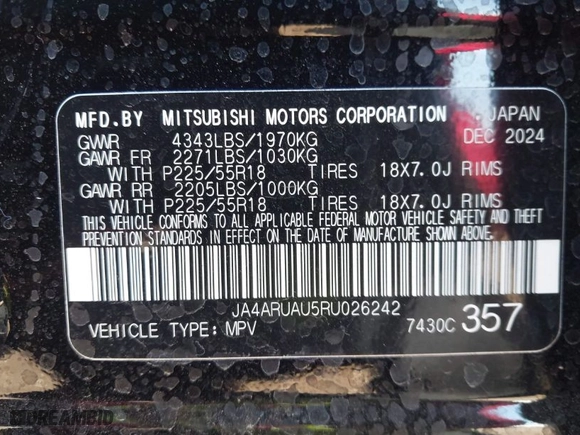 MFD.BY MITSUBISHI MOTORS CORPORATION JAPAN
GVWR 4343LBS/1970KG DEC 2024
GAWR FR 2271LBS/1030KG
WITH P225/55R18 TIRES 18X7.0J RIMS
GAWR RR 2205LBS/1000KG
WITH P225/55R18 TIRES 18X7.0J RIMS
THIS VEHICLE CONFORMS TO ALL APPLICABLE FEDERAL MOTOR VEHICLE SAFETY AND THEFT
PREVENTION STANDARDS IN EFFECT ON THE DATE OF MANUFACTURE SHOWN ABOVE.
JA4ARUAU5RU026242
VEHICLE TYPE: MPV 7430C 357